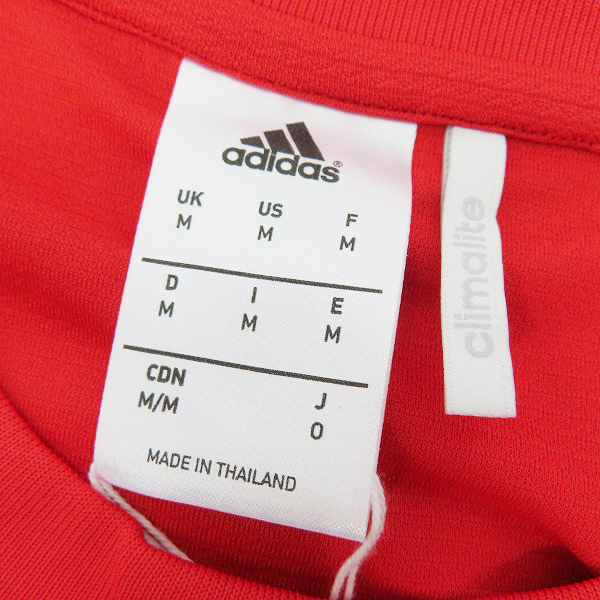 adidas®
UK US F
M M M
D I E
M M M
CDN J
M/M O
MADE IN THAILAND
climalite